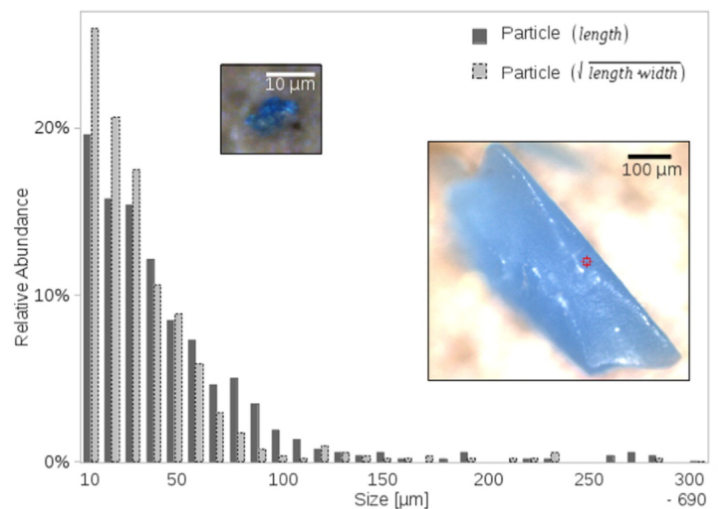 Particle (length)
Particle (√length·width)
10 µm
100 µm
20%
10%
0%
Relative Abundance
10 50 100 150 200 250 300
- 690
Size [µm]